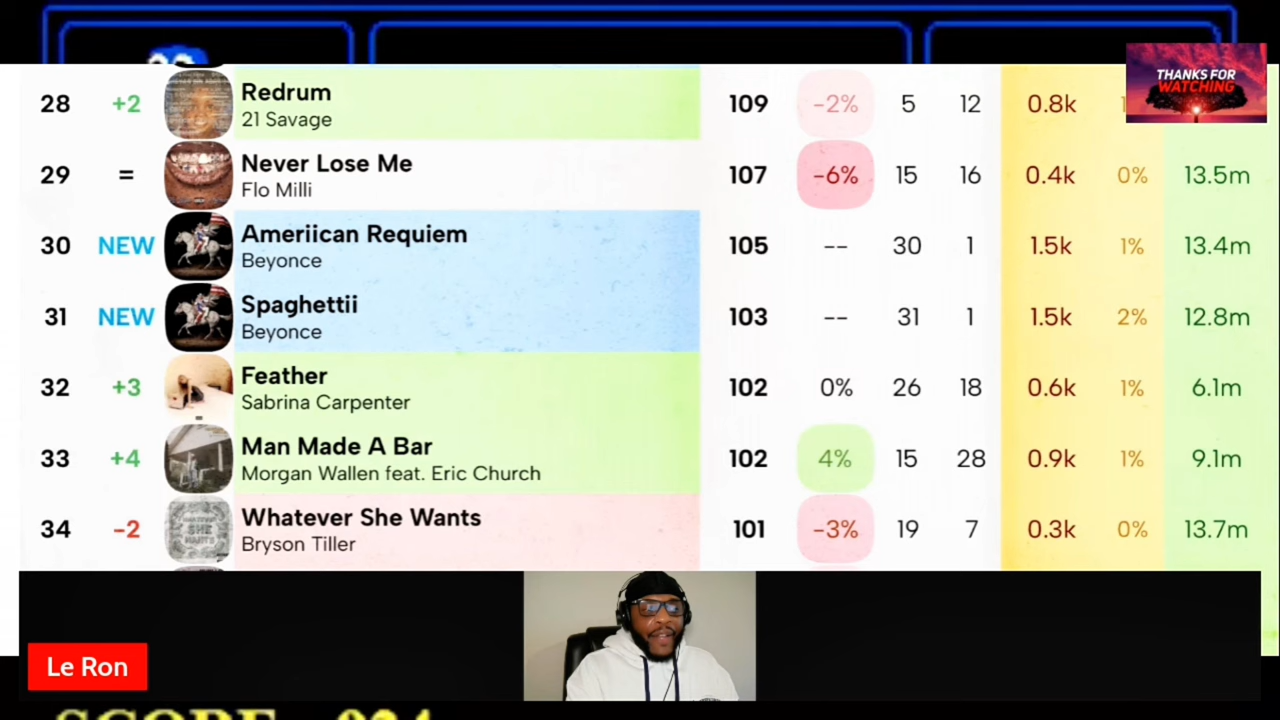 THANKS FOR
WATCHING
28 +2 Redrum 109 -2% 5 12 0.8k
21 Savage
29 = Never Lose Me 107 -6% 15 16 0.4k 0% 13.5m
Flo Milli
30 NEW Ameriican Requiem 105 -- 30 1 1.5k 1% 13.4m
Beyonce
31 NEW Spaghettii 103 -- 31 1 1.5k 2% 12.8m
Beyonce
32 +3 Feather 102 0% 26 18 0.6k 1% 6.1m
Sabrina Carpenter
33 +4 Man Made A Bar 102 4% 15 28 0.9k 1% 9.1m
Morgan Wallen feat. Eric Church
34 -2 Whatever She Wants 101 -3% 19 7 0.3k 0% 13.7m
Bryson Tiller
Le Ron